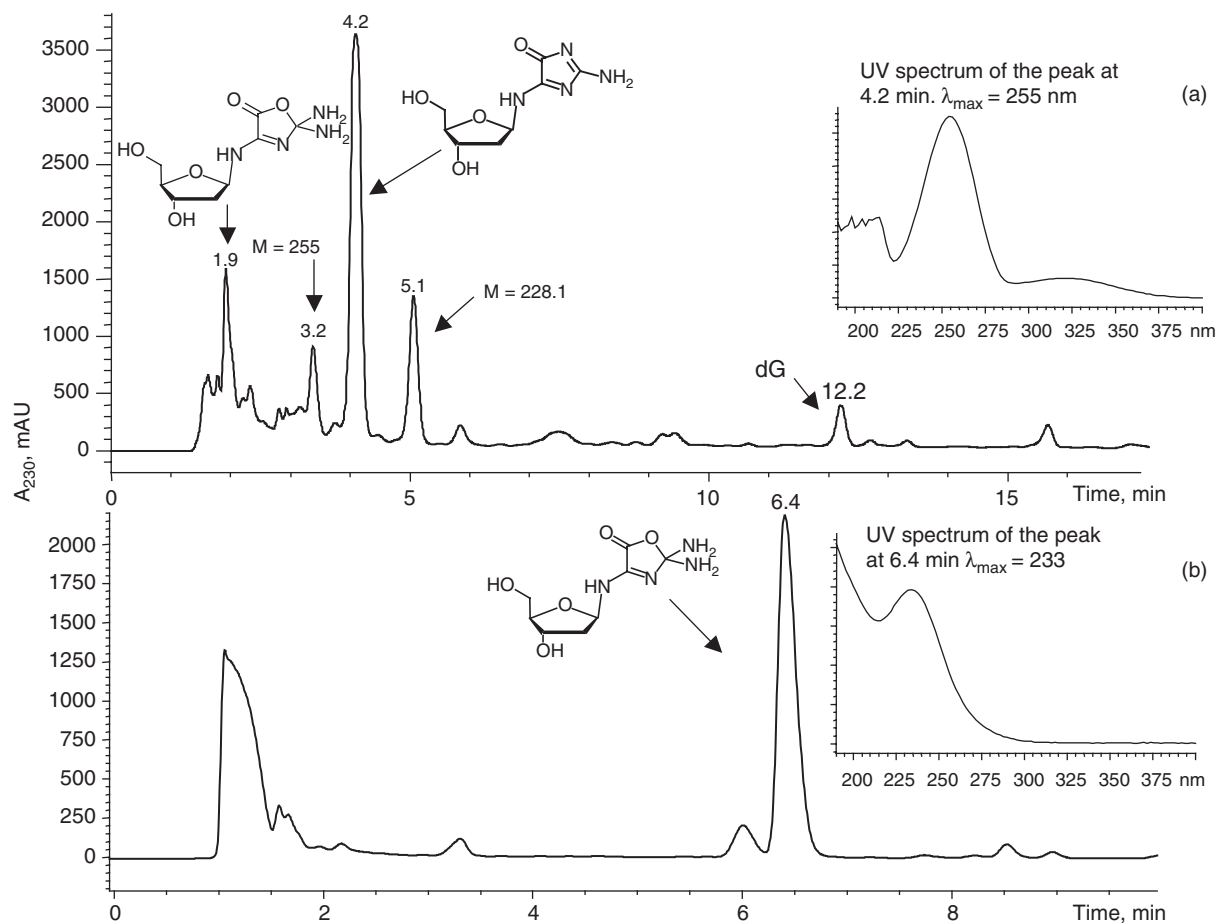 4.2
3500
3000
2500
2000
1500
1000
500
0
A230, mAU
O
O
NH2
NH2
N
HN
HO
O
OH
O
N
NH2
N
HN
HO
O
OH
UV spectrum of the peak at
4.2 min. λmax = 255 nm
(a)
200 225 250 275 300 325 350 375 nm
1.9
M = 255
3.2
5.1
M = 228.1
dG
12.2
0 5 10 15
Time, min
6.4
2000
1750
1500
1250
1000
750
500
250
0
O
O
NH2
NH2
N
HN
HO
O
OH
UV spectrum of the peak
at 6.4 min λmax = 233
(b)
200 225 250 275 300 325 350 375 nm
0 2 4 6 8
Time, min